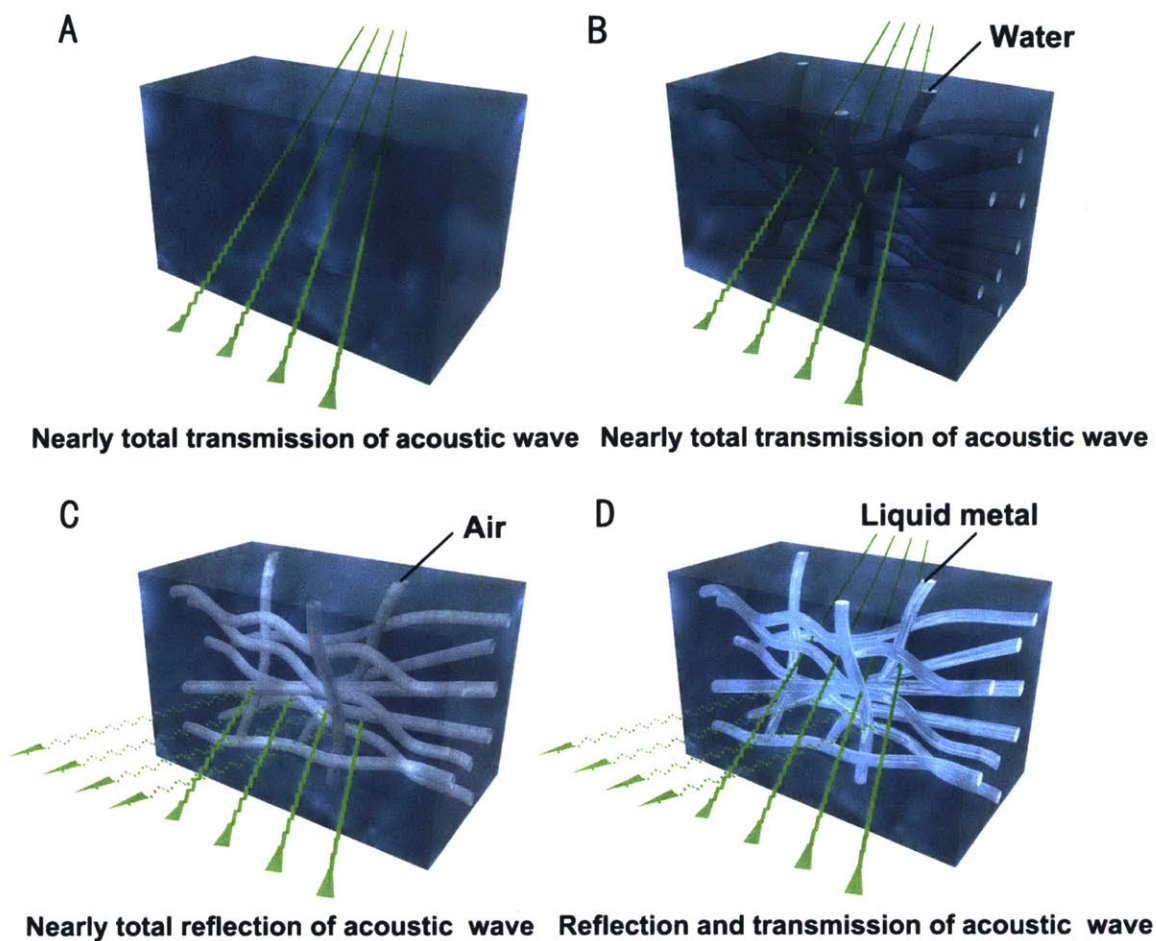 A
B
Water
Nearly total transmission of acoustic wave
Nearly total transmission of acoustic wave
C
Air
D
Liquid metal
Nearly total reflection of acoustic wave
Reflection and transmission of acoustic wave